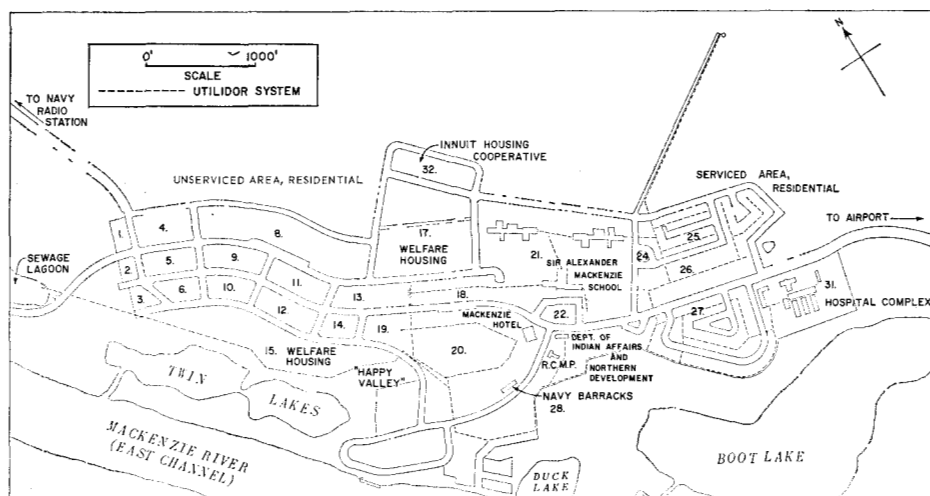 0' 1000'
SCALE
UTILIDOR SYSTEM
N
TO NAVY
RADIO
STATION
INNUIT HOUSING
COOPERATIVE
32.
UNSERVICED AREA, RESIDENTIAL
SERVICED AREA,
RESIDENTIAL
TO AIRPORT
1.
4.
8.
17.
WELFARE
HOUSING
21.
24.
25.
SIR ALEXANDER
MACKENZIE
SCHOOL
26.
SEWAGE
LAGOON
2.
5.
9.
11.
13.
18.
31.
HOSPITAL COMPLEX
3.
6.
10.
12.
14.
19.
MACKENZIE
HOTEL
22.
27.
15. WELFARE
HOUSING
20.
DEPT. OF
INDIAN AFFAIRS
AND
NORTHERN
DEVELOPMENT
"HAPPY
VALLEY"
R.C.M.P.
NAVY BARRACKS
28.
TWIN
LAKES
MACKENZIE RIVER
(EAST CHANNEL)
DUCK
LAKE
BOOT LAKE